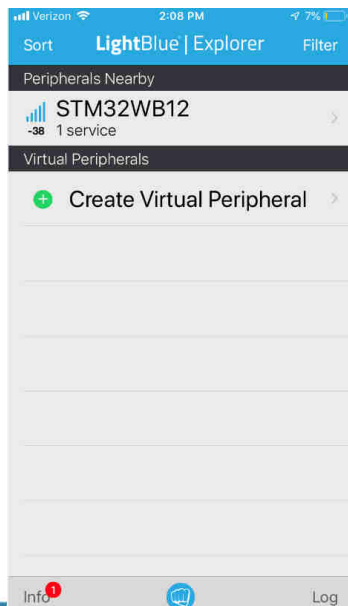 Verizon 2:08 PM 7%
Sort LightBlue | Explorer Filter
Peripherals Nearby
STM32WB12
-38 1 service
Virtual Peripherals
Create Virtual Peripheral
Info 1 Log